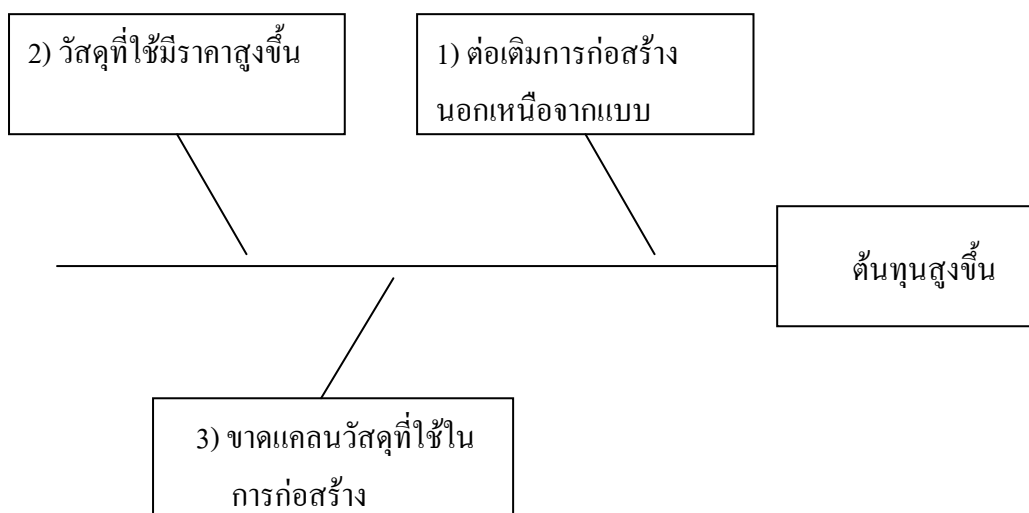 2) วัสดุที่ใช้มีราคาสูงขึ้น
1) ต่อเติมการก่อสร้าง
นอกเหนือจากแบบ
ต้นทุนสูงขึ้น
3) ขาดแคลนวัสดุที่ใช้ใน
การก่อสร้าง